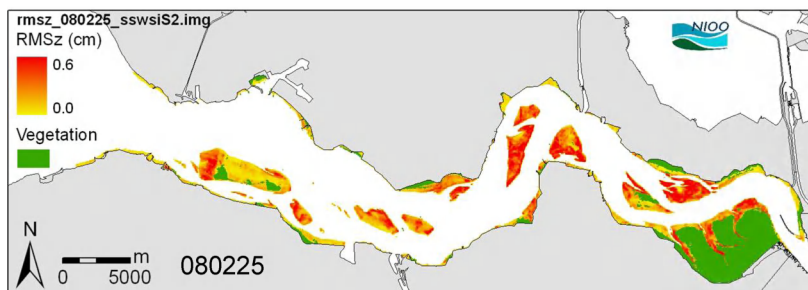 rmsz_080225_sswsiS2.img
RMSz (cm)
0.6
0.0
Vegetation
NIOO
N
0 5000 m
080225